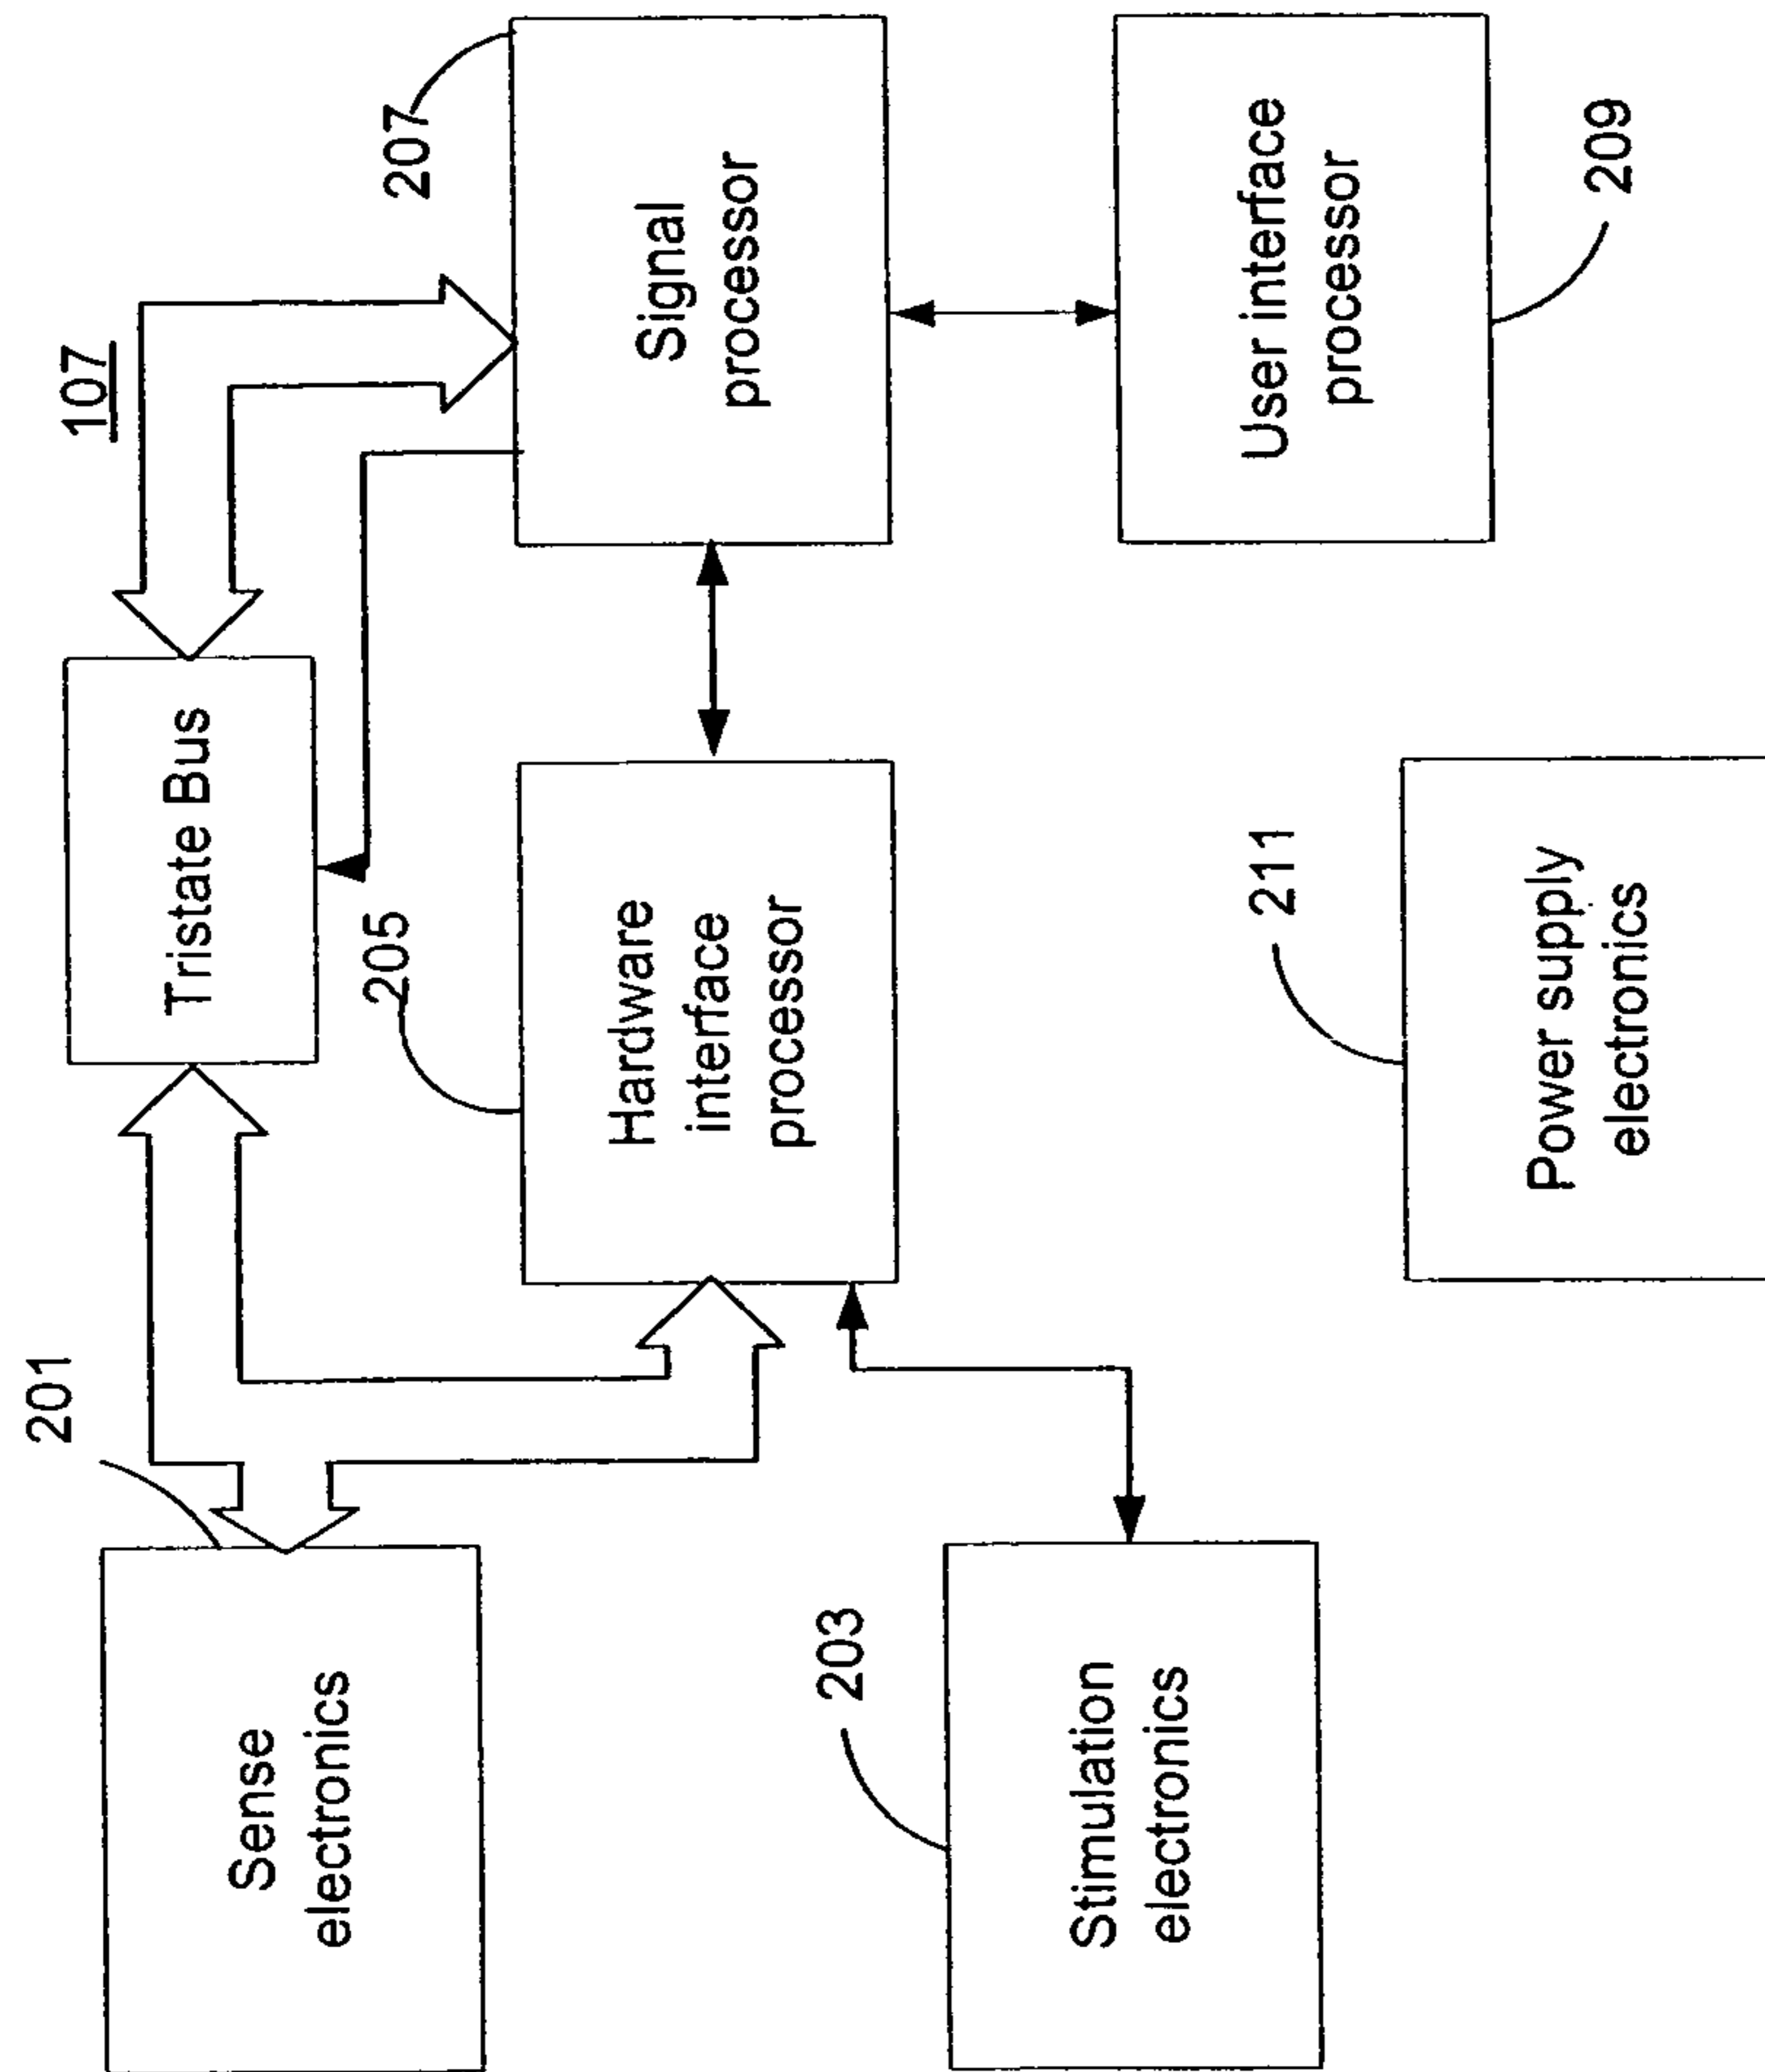 107
201
Sense
electronics
Tristate Bus
207
Signal
processor
205
Hardware
interface
processor
203
Stimulation
electronics
User interface
processor
209
211
Power supply
electronics